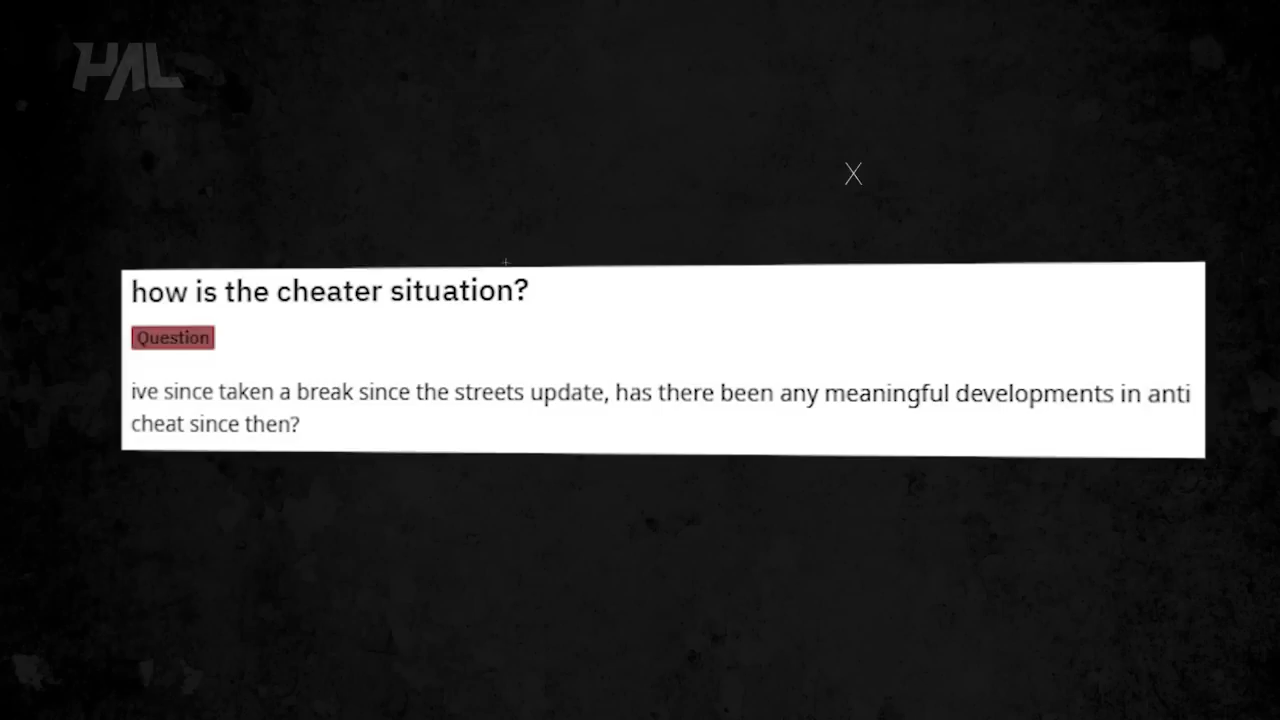 HAL
X
how is the cheater situation?
Question
ive since taken a break since the streets update, has there been any meaningful developments in anti
cheat since then?